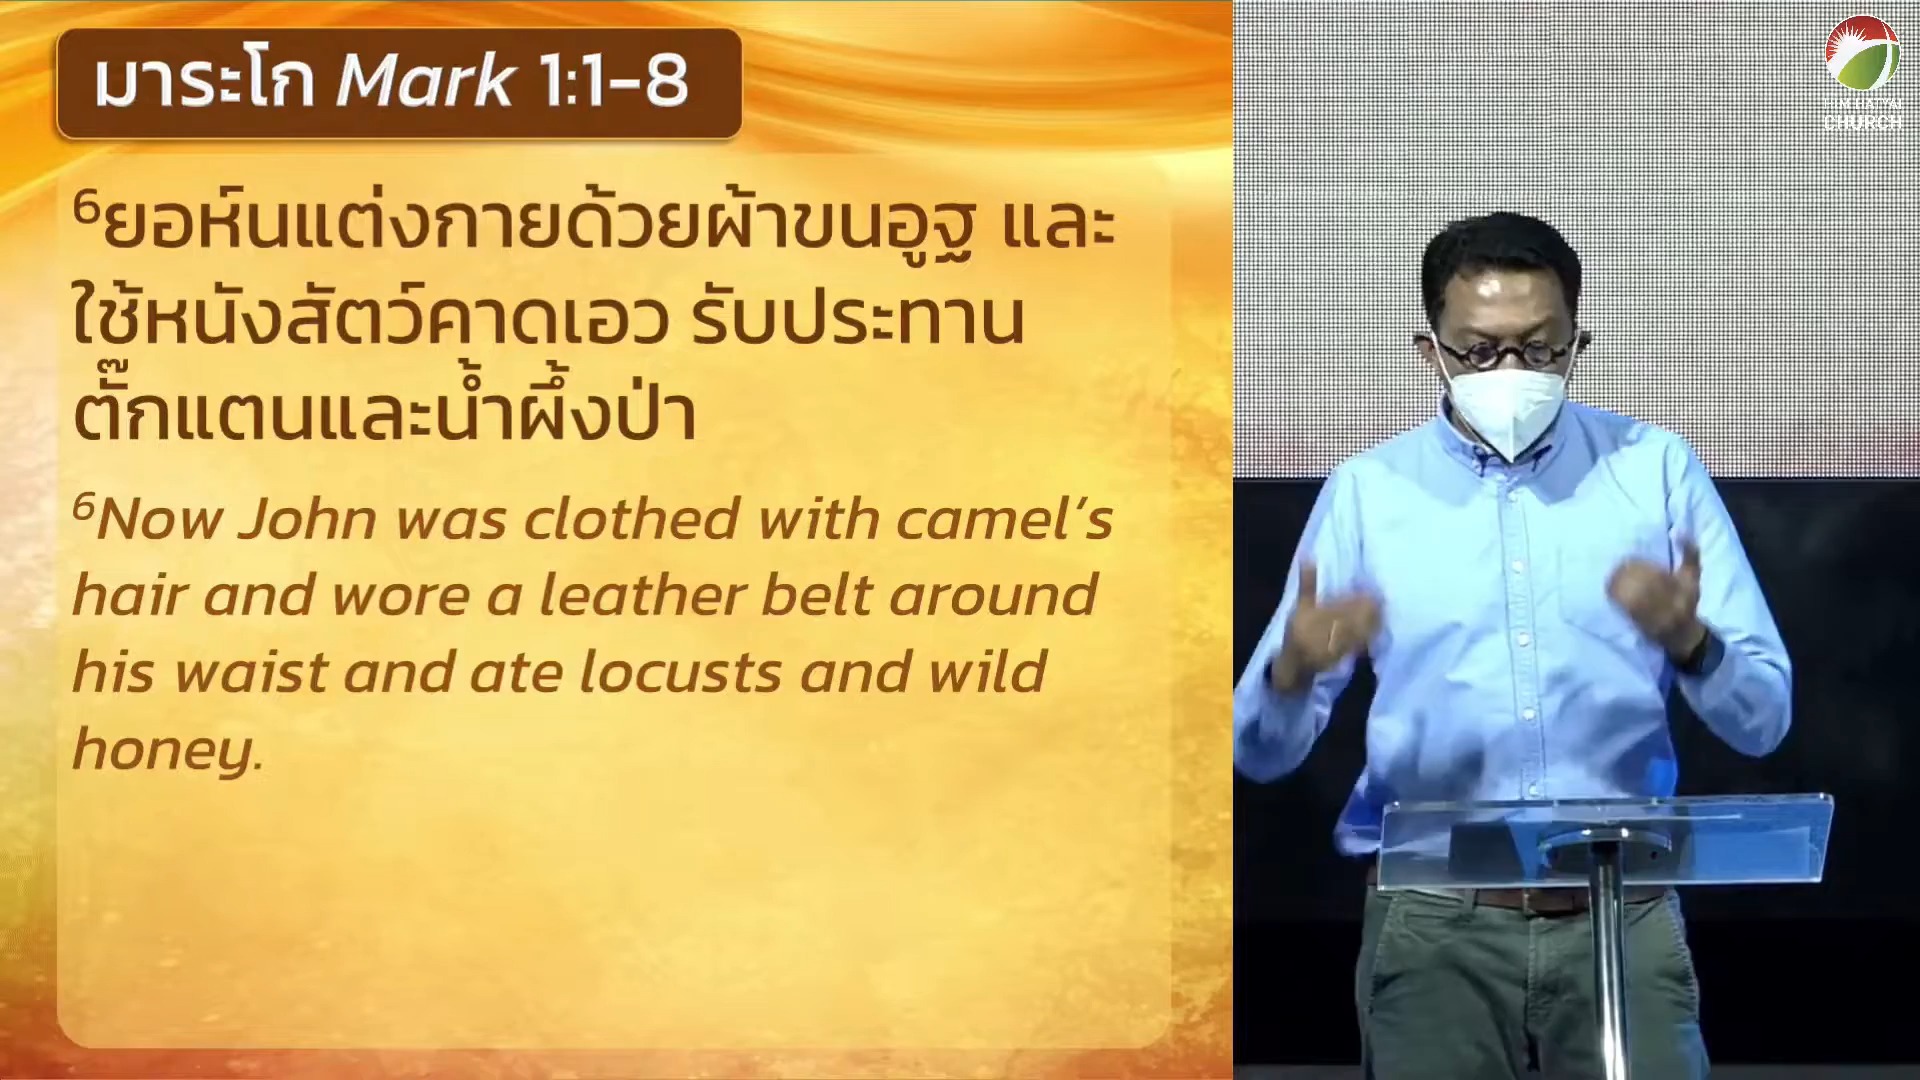 มาระโก Mark 1:1-8
⁶ยอห์นแต่งกายด้วยผ้าขนอูฐ และ
ใช้หนังสัตว์คาดเอว รับประทาน
ตั๊กแตนและน้ำผึ้งป่า
⁶Now John was clothed with camel’s
hair and wore a leather belt around
his waist and ate locusts and wild
honey.
HIM HATYAI
CHURCH